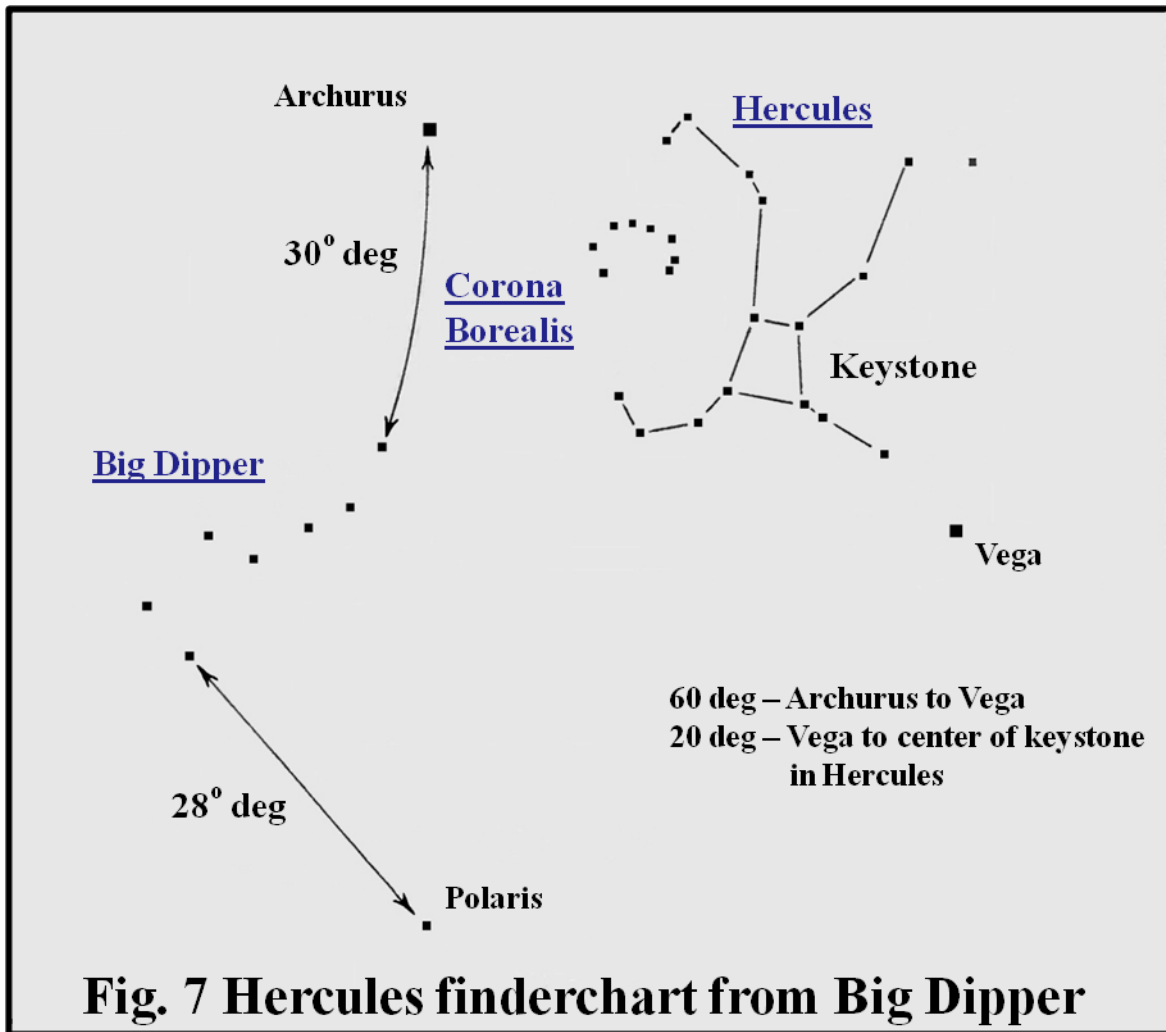 Archurus
Hercules
30° deg
Corona
Borealis
Keystone
Big Dipper
Vega
60 deg – Archurus to Vega
20 deg – Vega to center of keystone
in Hercules
28° deg
Polaris
Fig. 7 Hercules finderchart from Big Dipper